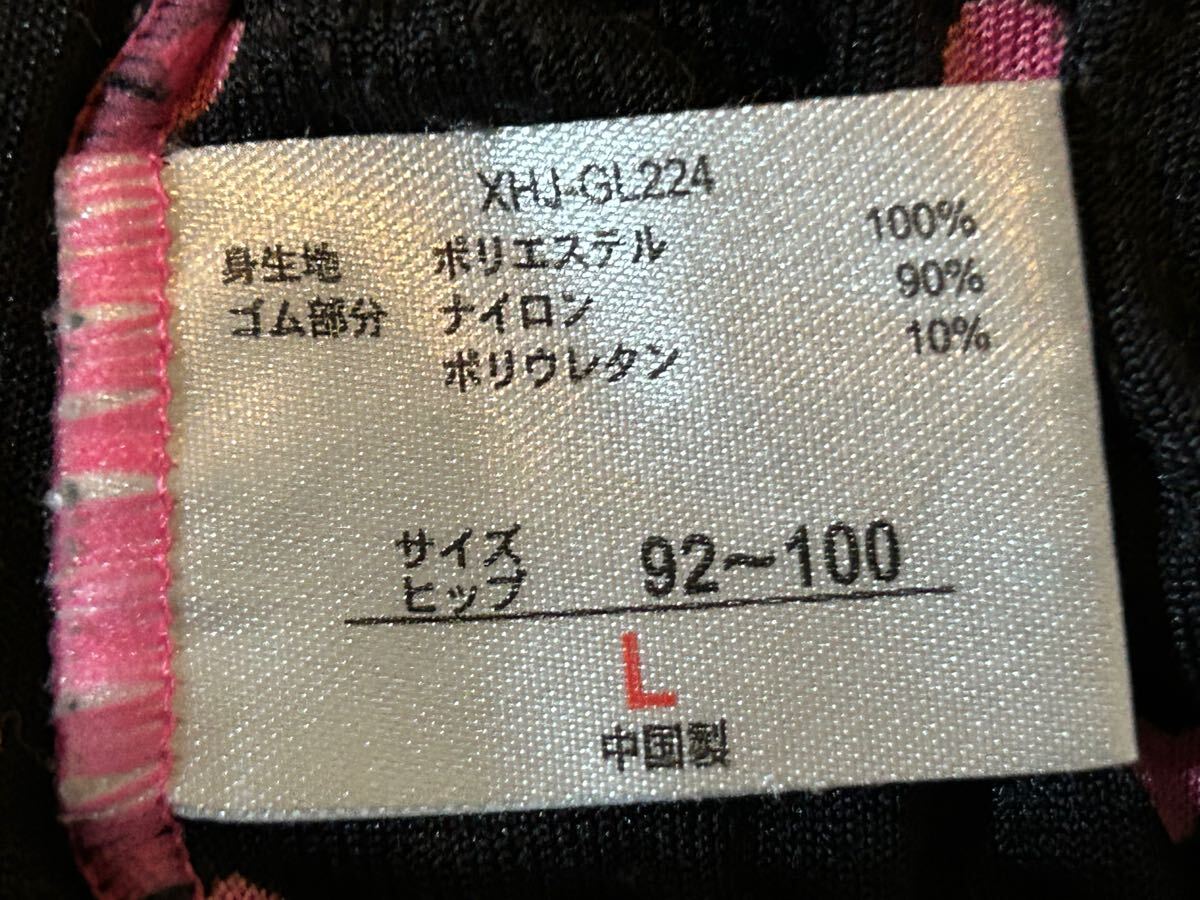 XHJ-GL224
身生地 ポリエステル 100%
ゴム部分 ナイロン 90%
ポリウレタン 10%
サイズ
ヒップ 92～100
L
中国製